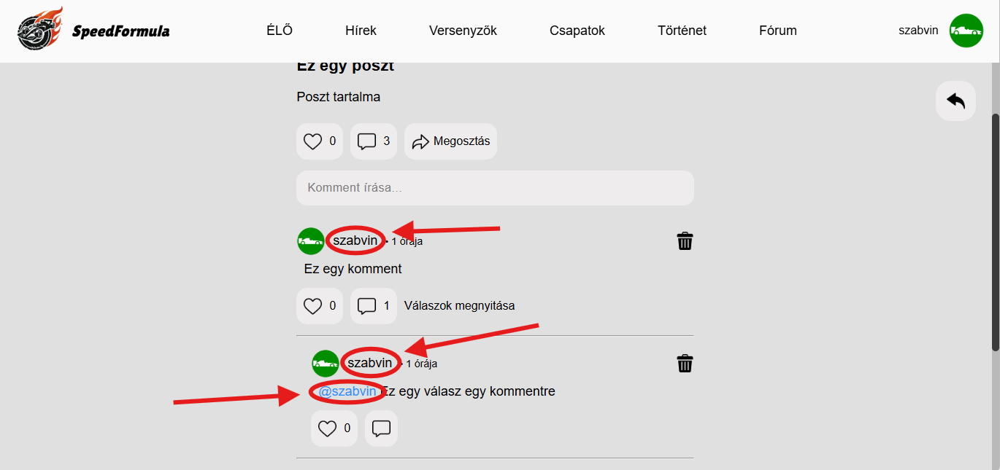 SpeedFormula ÉLŐ Hírek Versenyzők Csapatok Történet Fórum szabvin
Ez egy poszt
Poszt tartalma
0 3 Megosztás
Komment írása...
szabvin • 1 órája
Ez egy komment
0 1 Válaszok megnyitása
szabvin • 1 órája
@szabvin Ez egy válasz egy kommentre
0